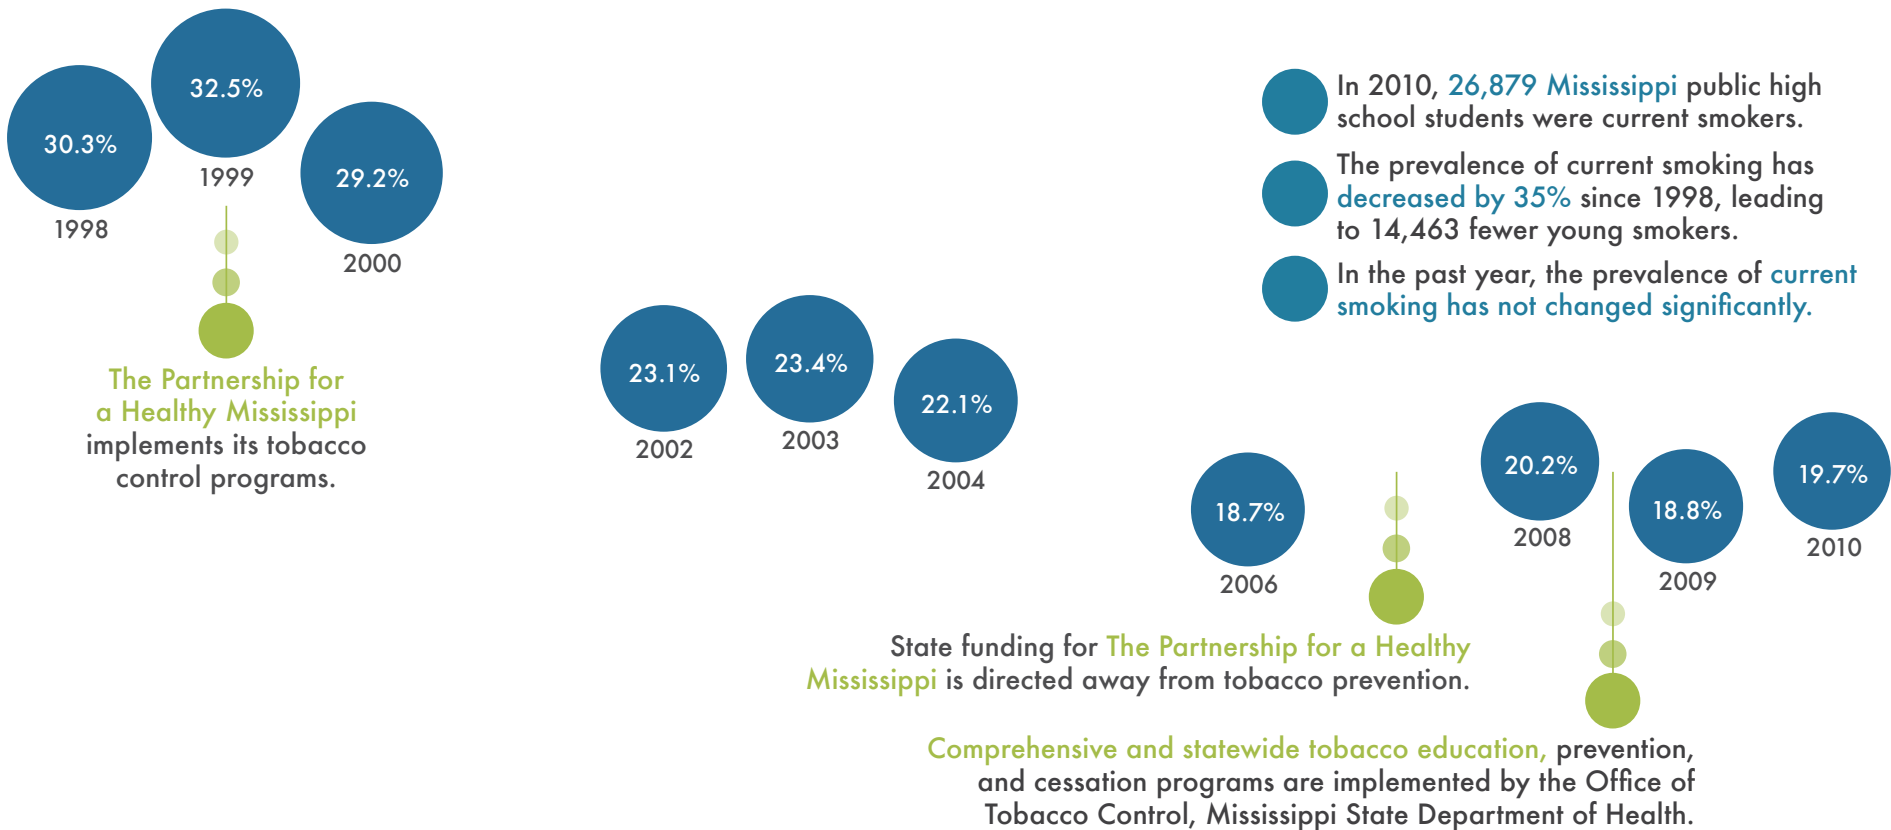 30.3%
1998
32.5%
1999
29.2%
2000
The Partnership for
a Healthy Mississippi
implements its tobacco
control programs.
23.1%
2002
23.4%
2003
22.1%
2004
18.7%
2006
20.2%
2008
18.8%
2009
19.7%
2010
In 2010, 26,879 Mississippi public high
school students were current smokers.
The prevalence of current smoking has
decreased by 35% since 1998, leading
to 14,463 fewer young smokers.
In the past year, the prevalence of current
smoking has not changed significantly.
State funding for The Partnership for a Healthy
Mississippi is directed away from tobacco prevention.
Comprehensive and statewide tobacco education, prevention,
and cessation programs are implemented by the Office of
Tobacco Control, Mississippi State Department of Health.